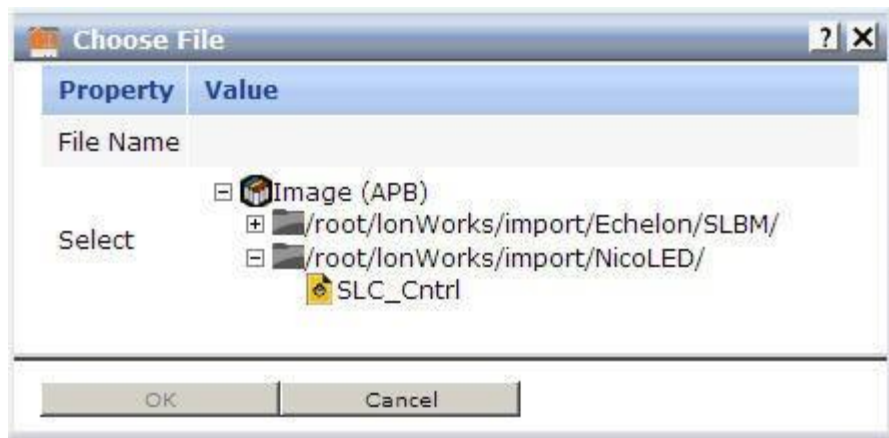 Choose File ? X
Property Value
File Name
Image (APB)
/root/lonWorks/import/Echelon/SLBM/
Select
/root/lonWorks/import/NicoLED/
SLC_Cntrl
OK Cancel